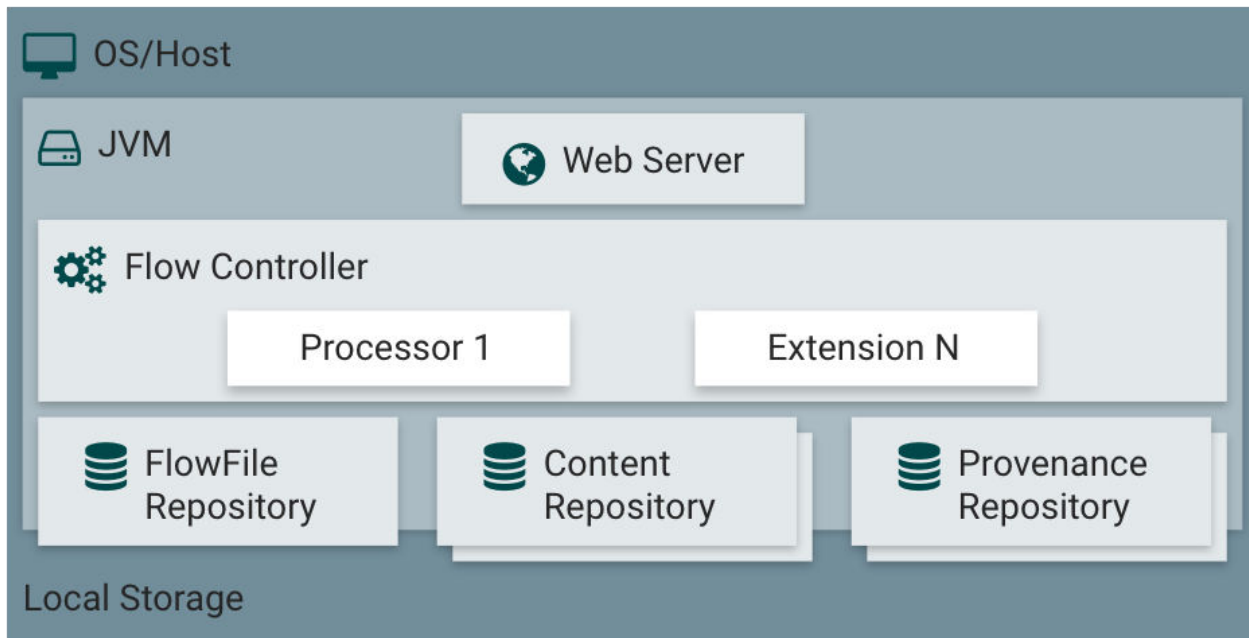 OS/Host
JVM
Web Server
Flow Controller
Processor 1
Extension N
FlowFile
Repository
Content
Repository
Provenance
Repository
Local Storage